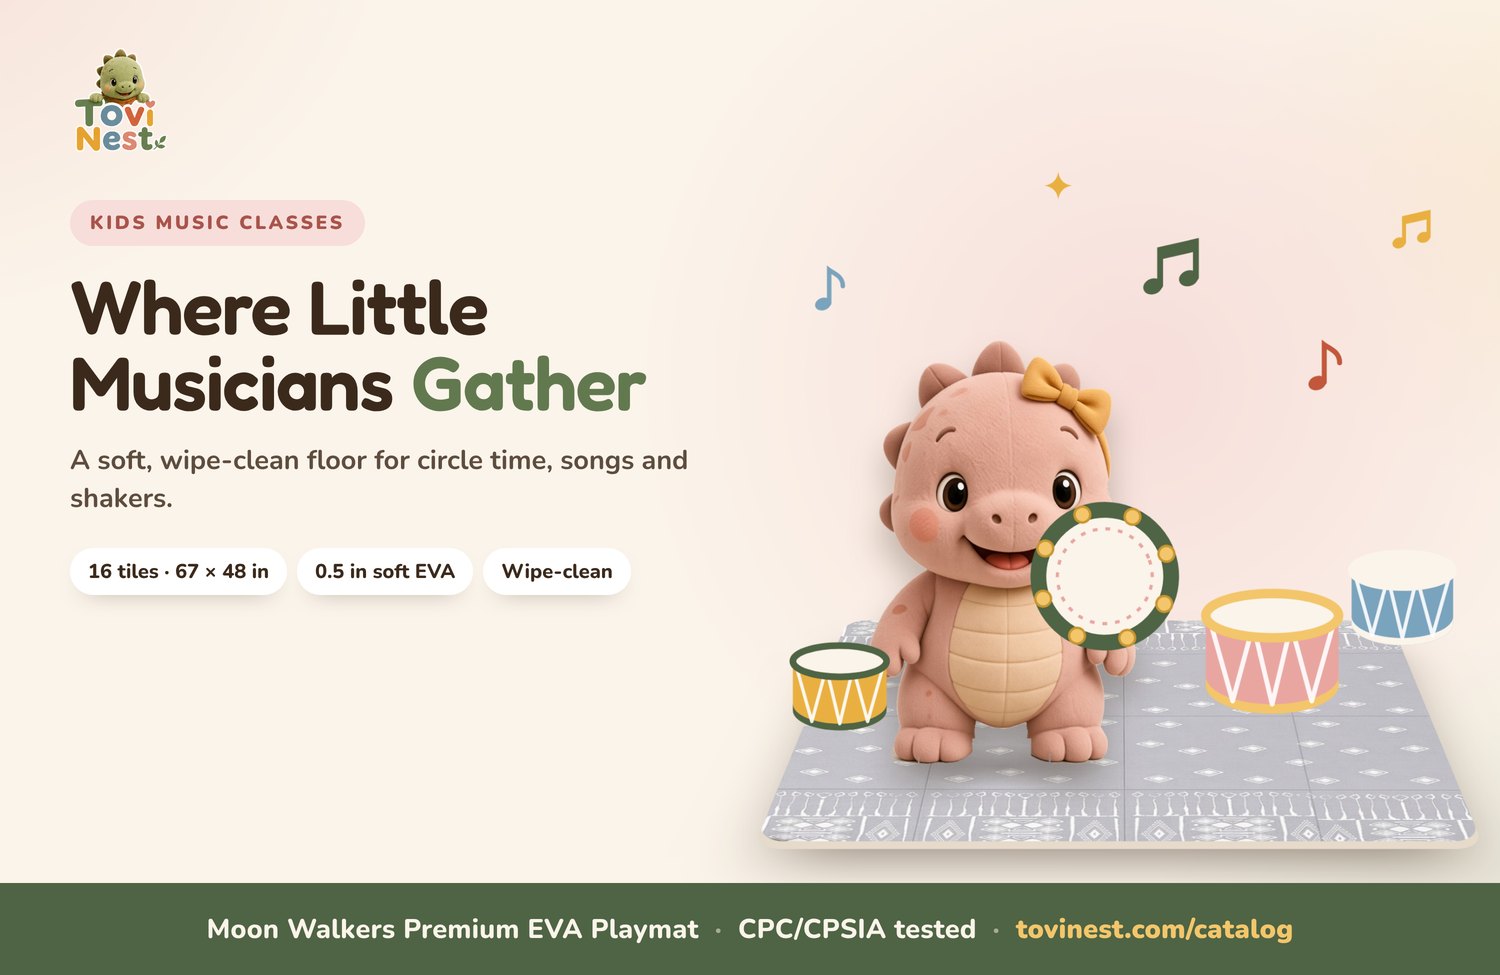 Tovi
Nest
KIDS MUSIC CLASSES
Where Little
Musicians Gather
A soft, wipe-clean floor for circle time, songs and
shakers.
16 tiles · 67 × 48 in
0.5 in soft EVA
Wipe-clean
Moon Walkers Premium EVA Playmat · CPC/CPSIA tested · tovinest.com/catalog